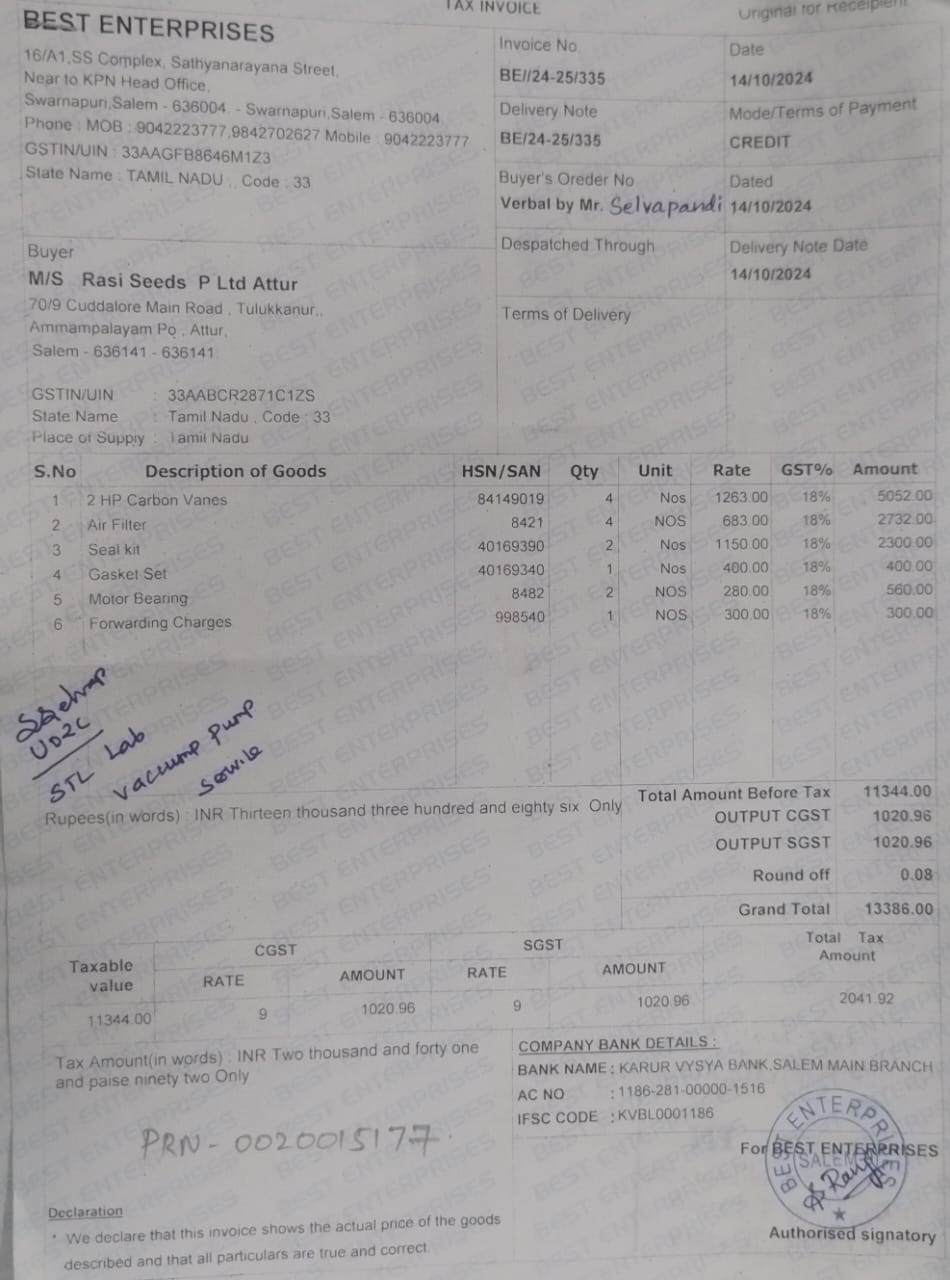 TAX INVOICE
Original for Receipient
BEST ENTERPRISES
16/A1,SS Complex, Sathyanarayana Street,
Near to KPN Head Office,
Swarnapuri,Salem - 636004. - Swarnapuri,Salem - 636004.
Phone : MOB : 9042223777,9842702627 Mobile : 9042223777
GSTIN/UIN : 33AAGFB8646M1Z3
State Name : TAMIL NADU ,, Code : 33
Invoice No Date
BE//24-25/335 14/10/2024
Delivery Note Mode/Terms of Payment
BE/24-25/335 CREDIT
Buyer's Oreder No Dated
Verbal by Mr. Selvapandi 14/10/2024
Despatched Through Delivery Note Date
14/10/2024
Terms of Delivery
Buyer
M/S Rasi Seeds P Ltd Attur
70/9 Cuddalore Main Road , Tulukkanur,,
Ammampalayam Po , Attur,
Salem - 636141 - 636141
GSTIN/UIN : 33AABCR2871C1ZS
State Name : Tamil Nadu , Code : 33
Place of Supply : Tamil Nadu
S.No Description of Goods HSN/SAN Qty Unit Rate GST% Amount
1 2 HP Carbon Vanes 84149019 4 Nos 1263.00 18% 5052.00
2 Air Filter 8421 4 NOS 683.00 18% 2732.00
3 Seal kit 40169390 2 Nos 1150.00 18% 2300.00
4 Gasket Set 40169340 1 Nos 400.00 18% 400.00
5 Motor Bearing 8482 2 NOS 280.00 18% 560.00
6 Forwarding Charges 998540 1 NOS 300.00 18% 300.00
STL Lab
vaccump pump
Rupees(in words) : INR Thirteen thousand three hundred and eighty six Only
Total Amount Before Tax 11344.00
OUTPUT CGST 1020.96
OUTPUT SGST 1020.96
Round off 0.08
Grand Total 13386.00
Taxable value CGST SGST Total Tax Amount
RATE AMOUNT RATE AMOUNT
11344.00 9 1020.96 9 1020.96 2041.92
Tax Amount(in words) : INR Two thousand and forty one
and paise ninety two Only
COMPANY BANK DETAILS :
BANK NAME : KARUR VYSYA BANK,SALEM MAIN BRANCH
AC NO : 1186-281-00000-1516
IFSC CODE : KVBL0001186
PRN - 0020015177
For BEST ENTERPRISES
BEST ENTERPRISES
SALEM
Authorised signatory
Declaration
* We declare that this invoice shows the actual price of the goods
described and that all particulars are true and correct.